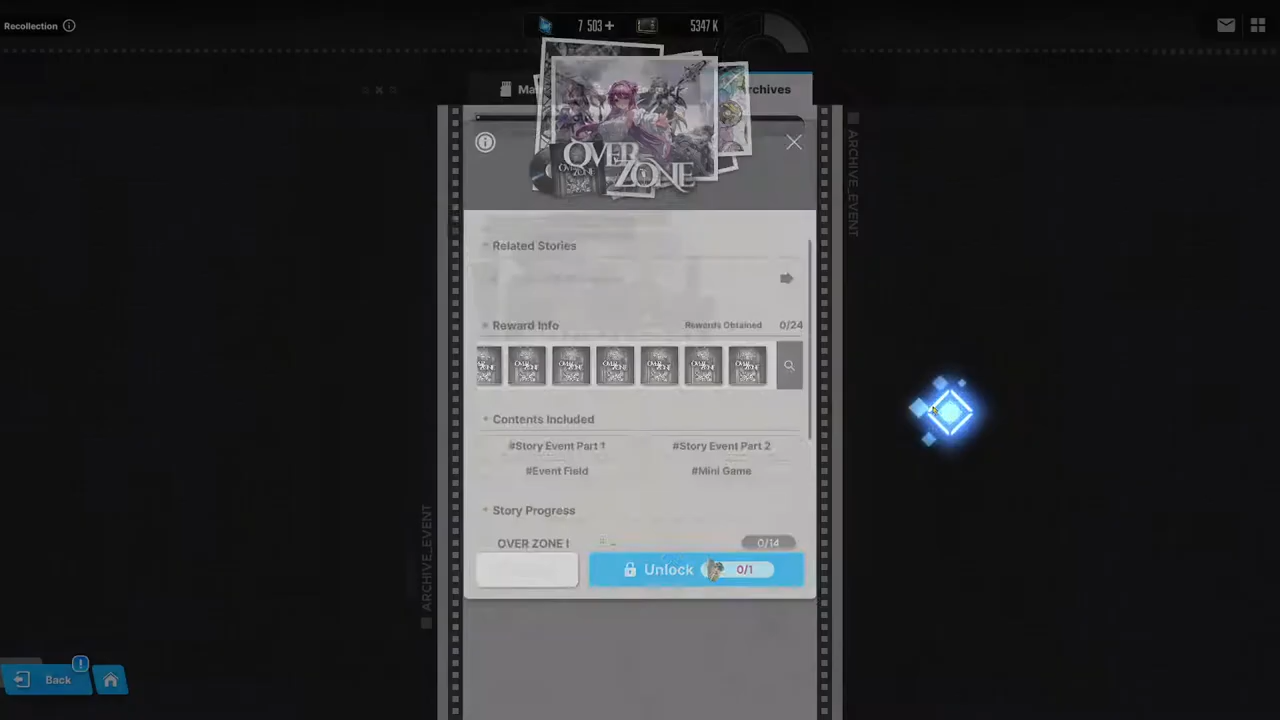 Recollection
7 503 +
5347 K
rchives
OVER
ZONE
ARCHIVE_EVENT
Related Stories
Reward Info
Rewards Obtained 0/24
Contents Included
#Story Event Part 1
#Story Event Part 2
#Event Field
#Mini Game
Story Progress
OVER ZONE I
0/14
Unlock
0/1
ARCHIVE_EVENT
Back